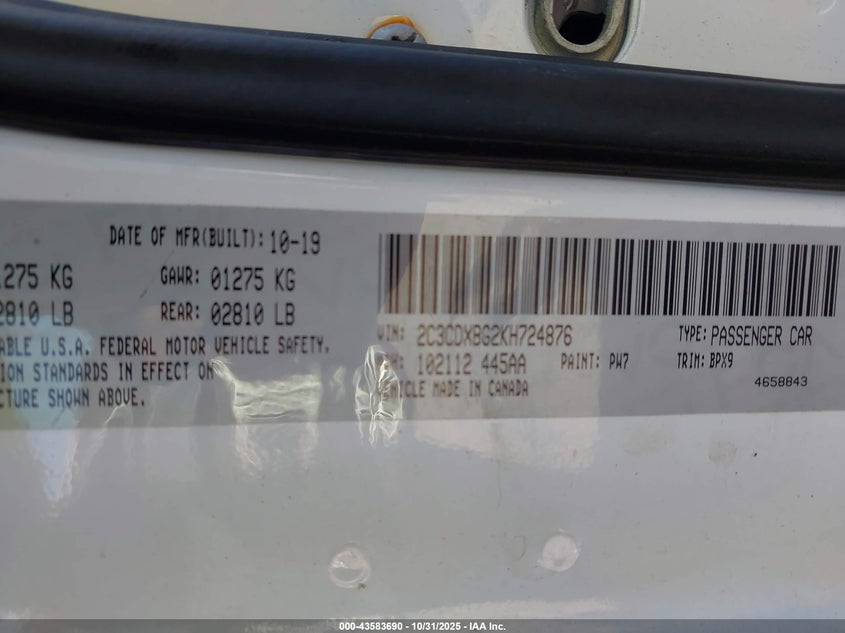 DATE OF MFR(BUILT): 10-19
1275 KG GAWR: 01275 KG
2810 LB REAR: 02810 LB
ABLE U.S.A. FEDERAL MOTOR VEHICLE SAFETY.
ION STANDARDS IN EFFECT ON
CTURE SHOWN ABOVE.
VIN: 2C3CDXBG2KH724876 TYPE: PASSENGER CAR
102112 445AA PAINT: PW7 TRIM: BPX9
VEHICLE MADE IN CANADA
4658843
000-43583690 - 10/31/2025 - IAA Inc.